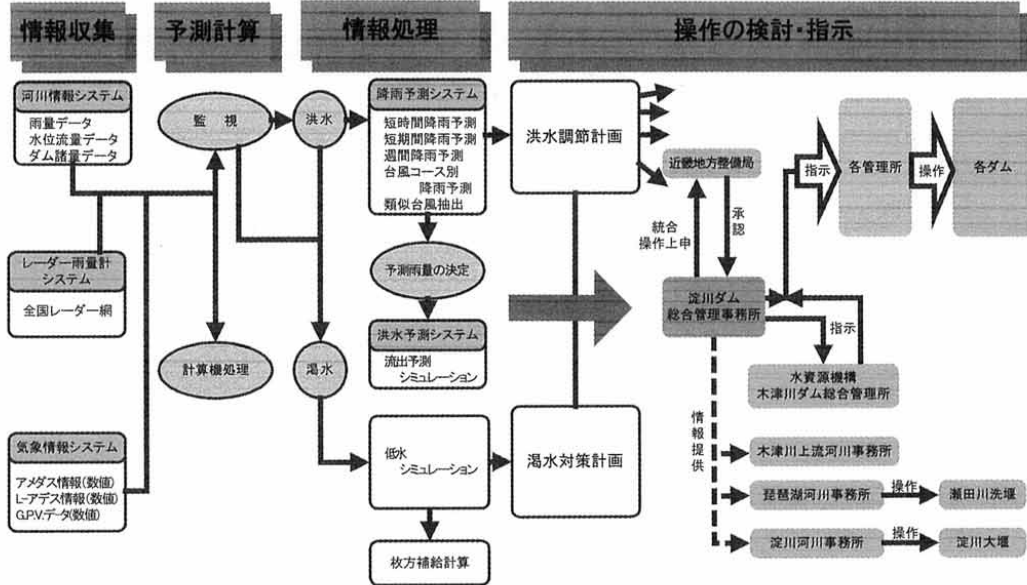 情報収集
予測計算
情報処理
操作の検討・指示
河川情報システム
雨量データ
水位流量データ
ダム諸量データ
レーダー雨量計
システム
全国レーダー網
気象情報システム
アメダス情報(数値)
L-アデス情報(数値)
G.P.V.データ(数値)
監 視
計算機処理
洪水
渇水
降雨予測システム
短時間降雨予測
短期間降雨予測
週間降雨予測
台風コース別
降雨予測
類似台風抽出
予測雨量の決定
洪水予測システム
流出予測
シミュレーション
低水
シミュレーション
枚方補給計算
洪水調節計画
渇水対策計画
近畿地方整備局
統合
操作上申
承認
淀川ダム
総合管理事務所
指示
各管理所
操作
各ダム
指示
水資源機構
木津川ダム総合管理所
情報提供
木津川上流河川事務所
琵琶湖河川事務所
操作
瀬田川洗堰
淀川河川事務所
操作
淀川大堰